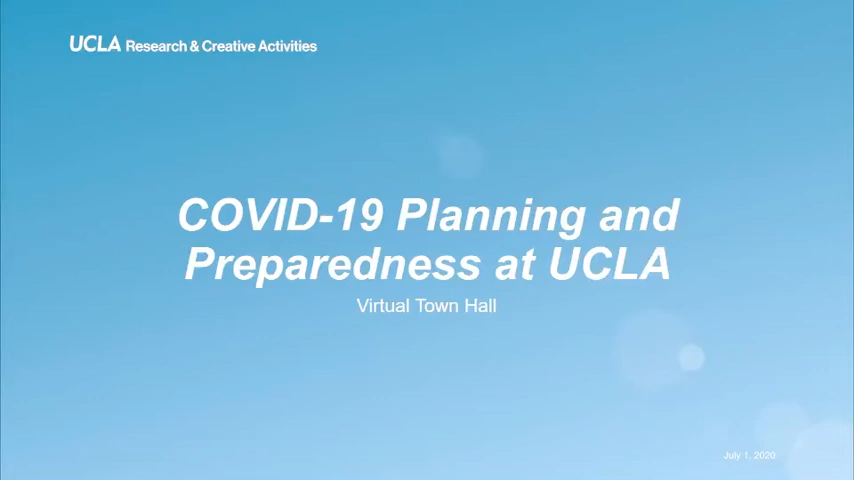 UCLA Research & Creative Activities
COVID-19 Planning and
Preparedness at UCLA
Virtual Town Hall
July 1, 2020